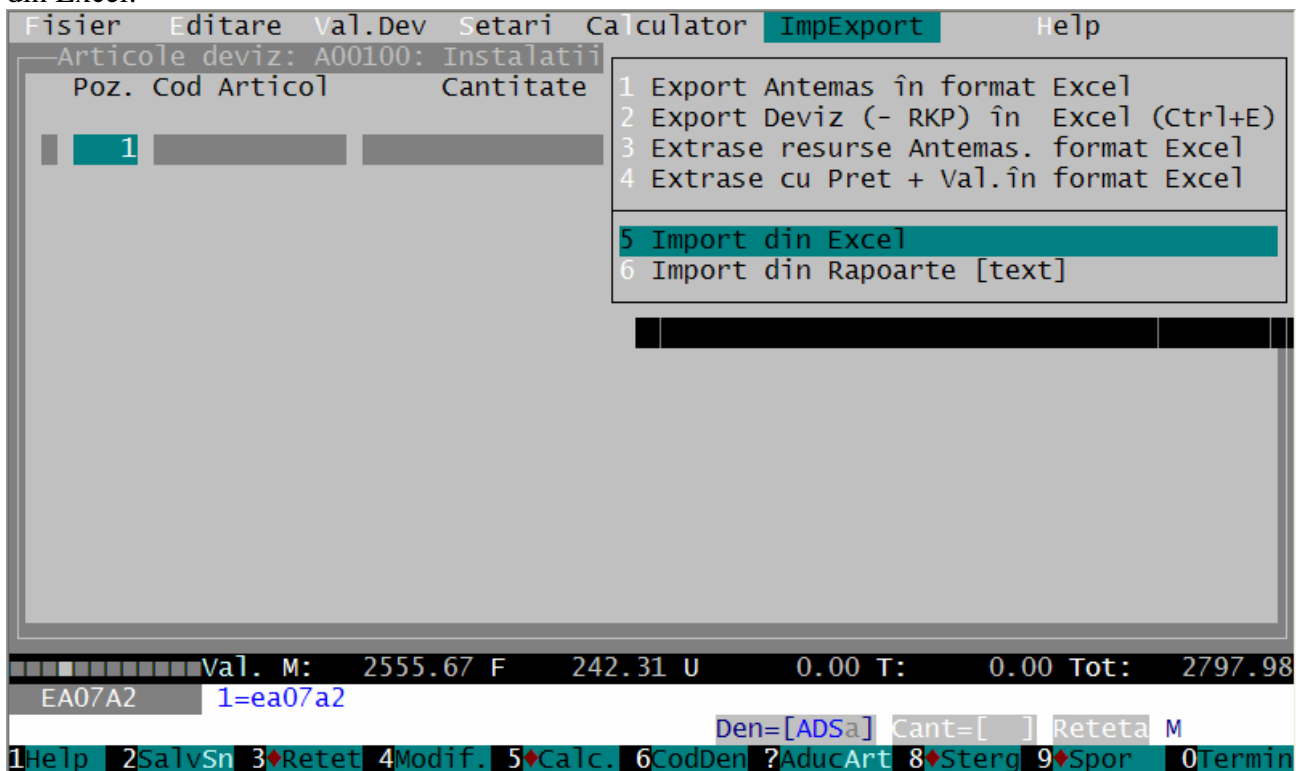 din Excel.
Fisier Editare Val.Dev Setari Calculator ImpExport Help
Articole deviz: A00100: Instalatii
Poz. Cod Articol Cantitate
1
1 Export Antemas în format Excel
2 Export Deviz (- RKP) în Excel (Ctrl+E)
3 Extrase resurse Antemas. format Excel
4 Extrase cu Pret + Val.în format Excel
5 Import din Excel
6 Import din Rapoarte [text]
Val. M: 2555.67 F 242.31 U 0.00 T: 0.00 Tot: 2797.98
EA07A2 1=ea07a2
Den=[ADSa] Cant=[ ] Reteta M
1Help 2SalvSn 3♦Retet 4Modif. 5♦Calc. 6CodDen ?AducArt 8♦Sterg 9♦Spor 0Termin